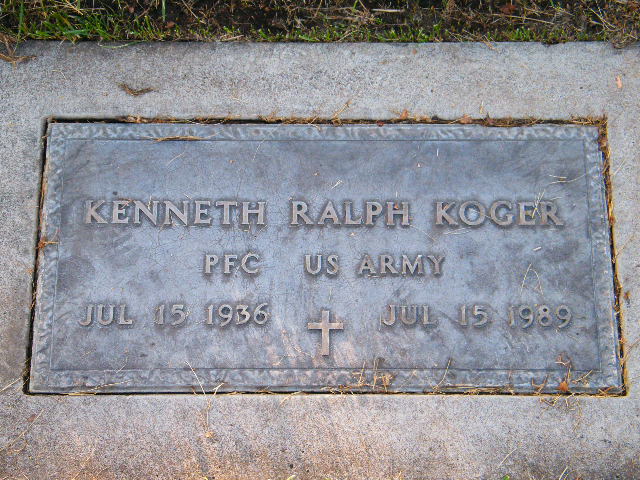 KENNETH RALPH KOGER
PFC US ARMY
JUL 15 1936 JUL 15 1989